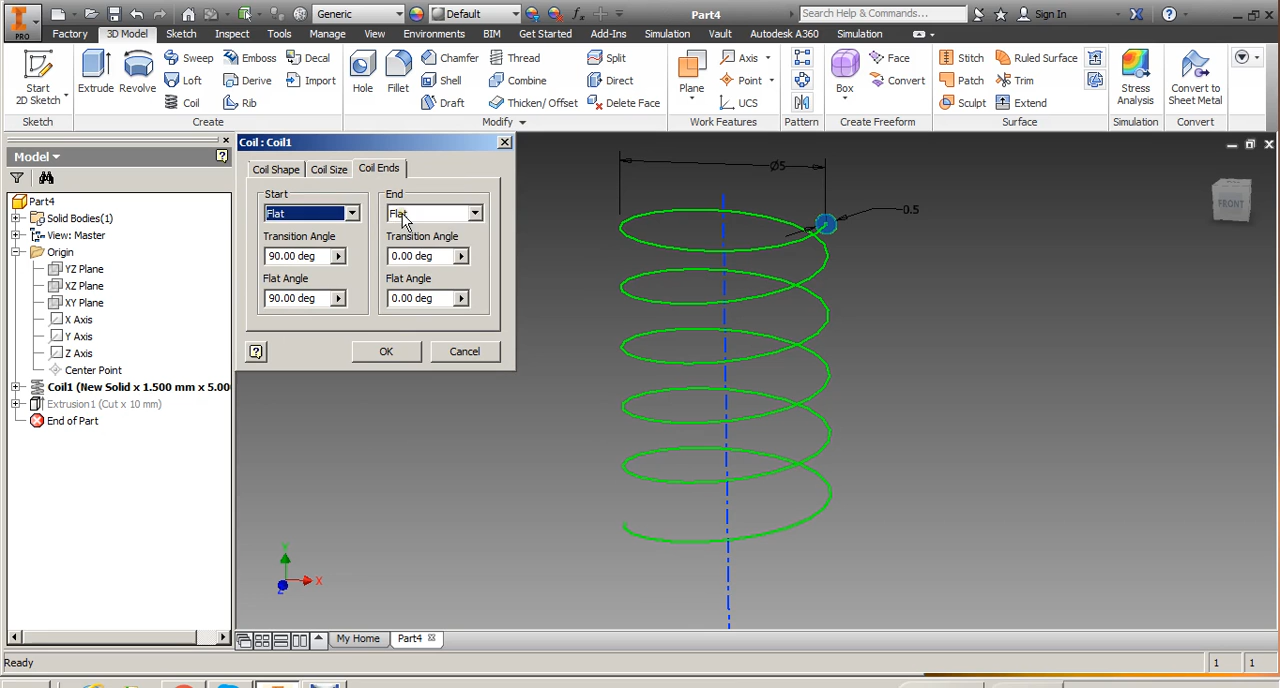 Generic
Default
Part4
Search Help & Commands...
Sign In
PRO
Factory
3D Model
Sketch
Inspect
Tools
Manage
View
Environments
BIM
Get Started
Add-Ins
Simulation
Vault
Autodesk A360
Simulation
Start
2D Sketch
Extrude
Revolve
Sweep
Loft
Coil
Emboss
Derive
Rib
Decal
Import
Hole
Fillet
Chamfer
Shell
Draft
Thread
Combine
Thicken/ Offset
Split
Direct
Delete Face
Plane
Axis
Point
UCS
Box
Face
Convert
Stitch
Patch
Sculpt
Ruled Surface
Trim
Extend
Stress
Analysis
Convert to
Sheet Metal
Sketch
Create
Modify
Work Features
Pattern
Create Freeform
Surface
Simulation
Convert
Model
Part4
Solid Bodies(1)
View: Master
Origin
YZ Plane
XZ Plane
XY Plane
X Axis
Y Axis
Z Axis
Center Point
Coil1 (New Solid x 1.500 mm x 5.000
Extrusion1 (Cut x 10 mm)
End of Part
Coil : Coil1
Coil Shape
Coil Size
Coil Ends
Start
End
Flat
Flat
Transition Angle
Transition Angle
90.00 deg
0.00 deg
Flat Angle
Flat Angle
90.00 deg
0.00 deg
OK
Cancel
Ø5
0.5
FRONT
Y
X
Z
My Home
Part4
Ready
1
1